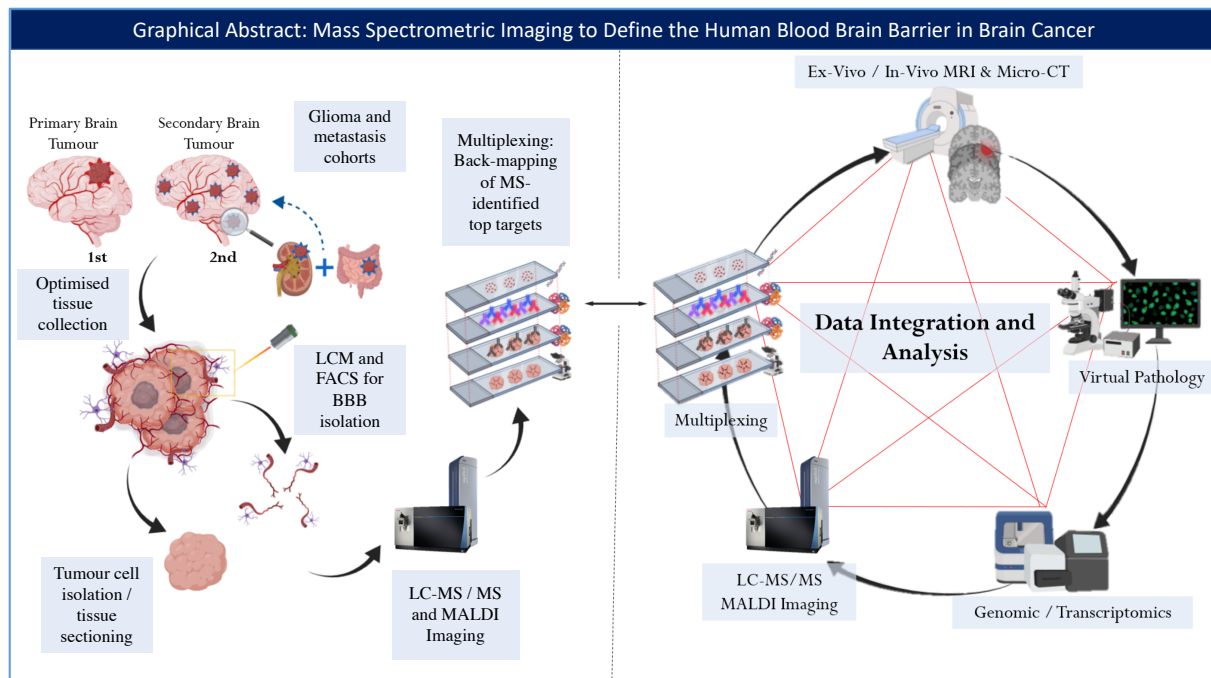 Graphical Abstract: Mass Spectrometric Imaging to Define the Human Blood Brain Barrier in Brain Cancer
Primary Brain
Tumour
1st
Secondary Brain
Tumour
2nd
Glioma and
metastasis
cohorts
Optimised
tissue
collection
LCM and
FACS for
BBB
isolation
Tumour cell
isolation /
tissue
sectioning
LC-MS / MS
and MALDI
Imaging
Multiplexing:
Back-mapping
of MS-
identified
top targets
Ex-Vivo / In-Vivo MRI & Micro-CT
Data Integration and
Analysis
Virtual Pathology
Genomic / Transcriptomics
LC-MS/MS
MALDI Imaging
Multiplexing